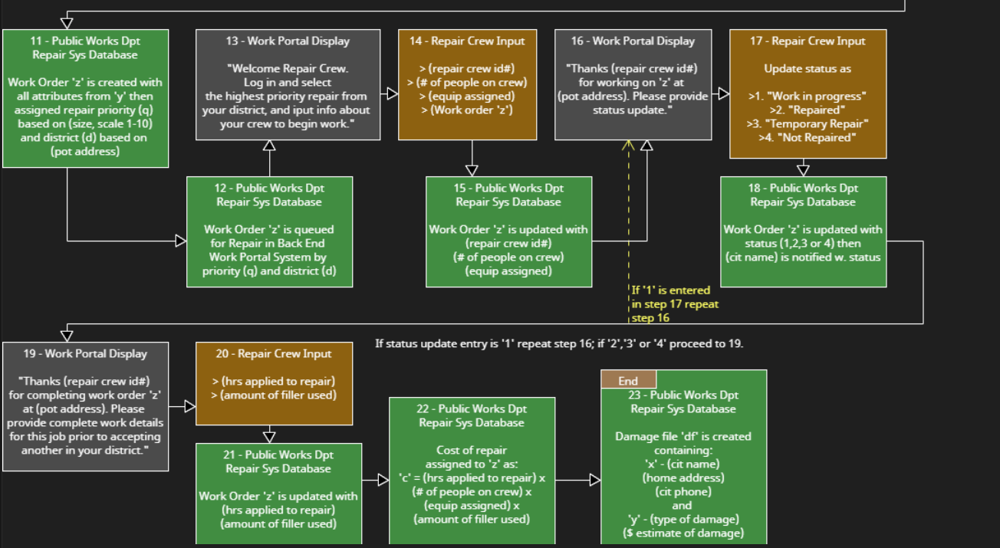 11 - Public Works Dpt
Repair Sys Database
Work Order 'z' is created with
all attributes from 'y' then
assigned repair priority (q)
based on (size, scale 1-10)
and district (d) based on
(pot address)
12 - Public Works Dpt
Repair Sys Database
Work Order 'z' is queued
for Repair in Back End
Work Portal System by
priority (q) and district (d)
13 - Work Portal Display
"Welcome Repair Crew.
Log in and select
the highest priority repair from
your district, and iput info about
your crew to begin work."
14 - Repair Crew Input
> (repair crew id#)
> (# of people on crew)
> (equip assigned)
> (Work order 'z')
15 - Public Works Dpt
Repair Sys Database
Work Order 'z' is updated with
(repair crew id#)
(# of people on crew)
(equip assigned)
16 - Work Portal Display
"Thanks (repair crew id#)
for working on 'z' at
(pot address). Please provide
status update."
17 - Repair Crew Input
Update status as
>1. "Work in progress"
>2. "Repaired"
>3. "Temporary Repair"
>4. "Not Repaired"
18 - Public Works Dpt
Repair Sys Database
Work Order 'z' is updated with
status (1,2,3 or 4) then
(cit name) is notified w. status
If '1' is entered
in step 17 repeat
step 16
If status update entry is '1' repeat step 16; if '2','3' or '4' proceed to 19.
19 - Work Portal Display
"Thanks (repair crew id#)
for completing work order 'z'
at (pot address). Please
provide complete work details
for this job prior to accepting
another in your district."
20 - Repair Crew Input
> (hrs applied to repair)
> (amount of filler used)
21 - Public Works Dpt
Repair Sys Database
Work Order 'z' is updated with
(hrs applied to repair)
(amount of filler used)
22 - Public Works Dpt
Repair Sys Database
Cost of repair
assigned to 'z' as:
'c' = (hrs applied to repair) x
(# of people on crew) x
(equip assigned) x
(amount of filler used)
End
23 - Public Works Dpt
Repair Sys Database
Damage file 'df' is created
containing:
'x' - (cit name)
(home address)
(cit phone)
and
'y' - (type of damage)
($ estimate of damage)